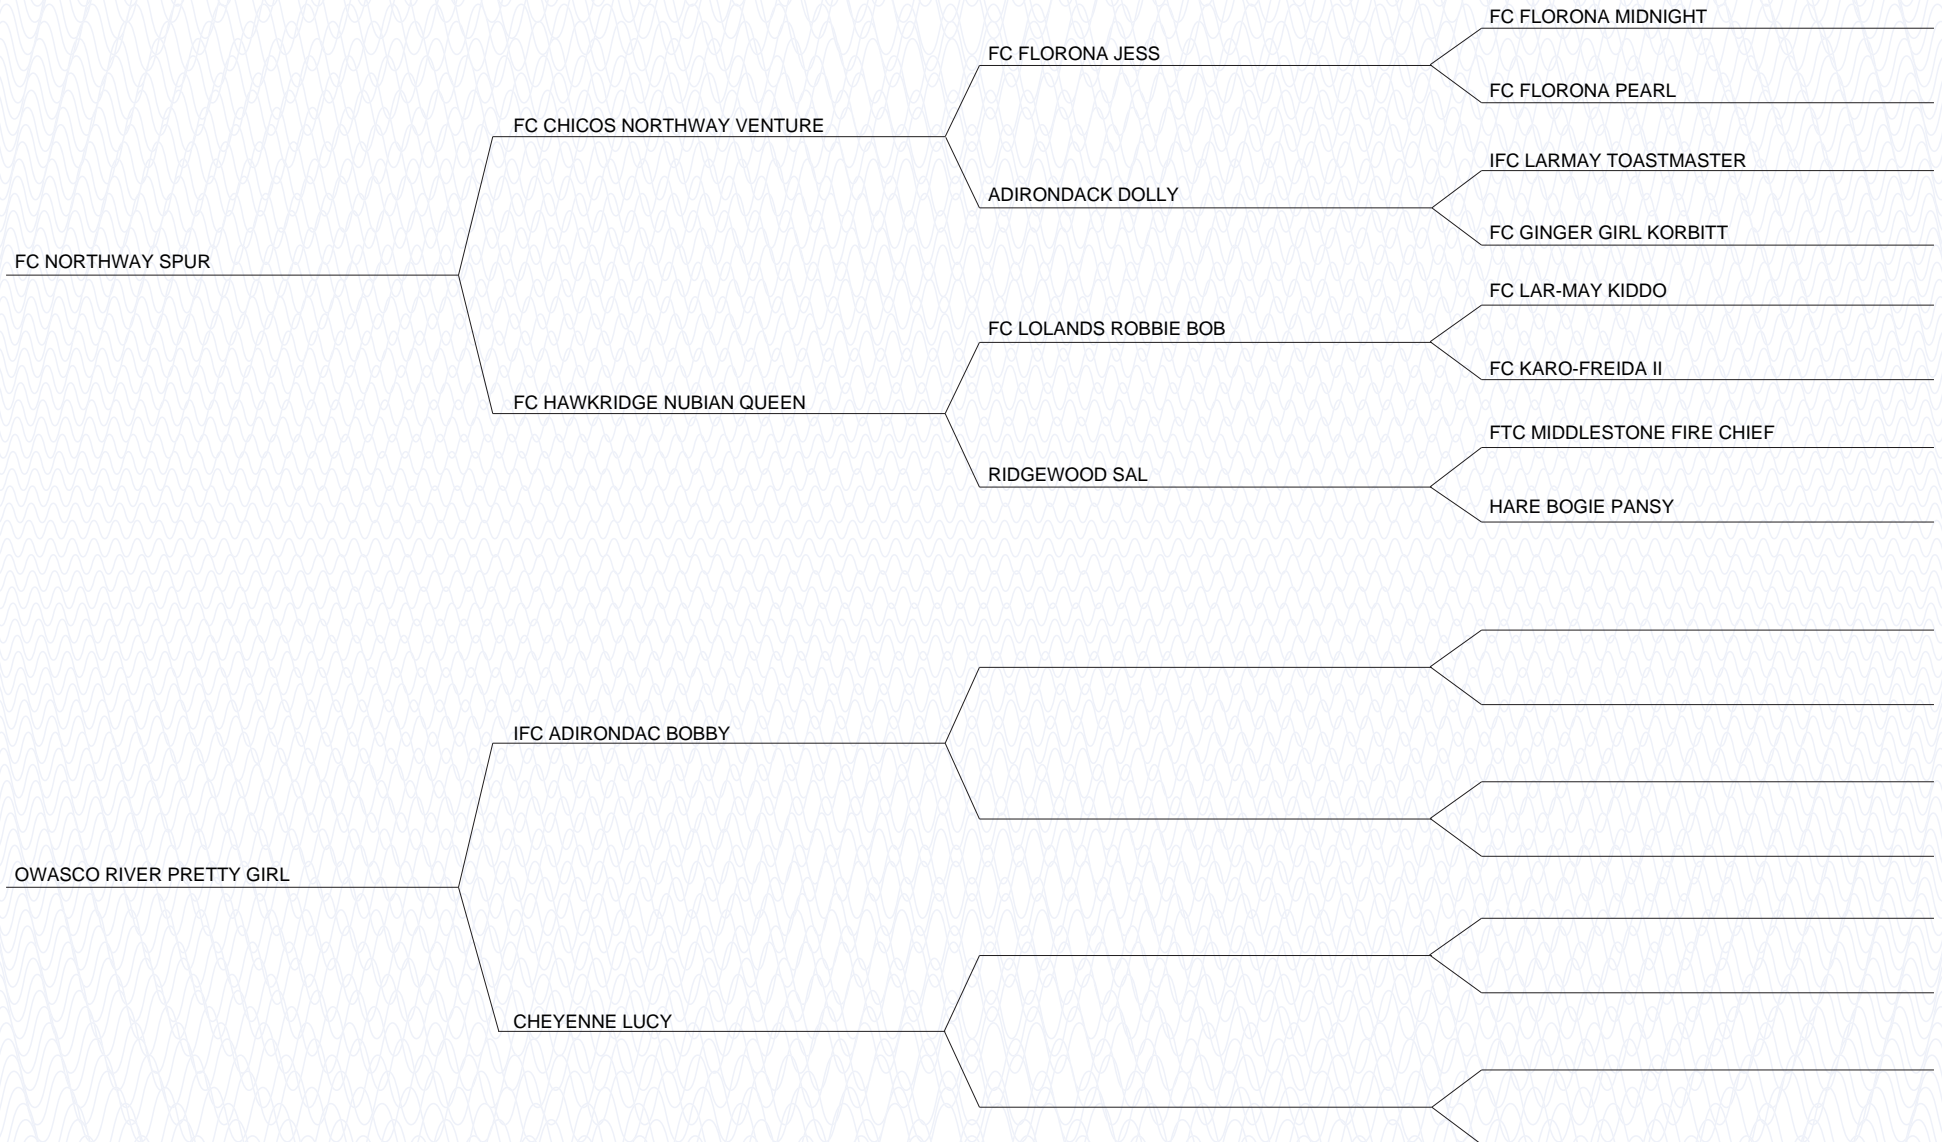 FC FLORONA MIDNIGHT
FC FLORONA JESS
FC FLORONA PEARL
FC CHICOS NORTHWAY VENTURE
IFC LARMAY TOASTMASTER
ADIRONDACK DOLLY
FC GINGER GIRL KORBITT
FC NORTHWAY SPUR
FC LAR-MAY KIDDO
FC LOLANDS ROBBIE BOB
FC KARO-FREIDA II
FC HAWKRIDGE NUBIAN QUEEN
FTC MIDDLESTONE FIRE CHIEF
RIDGEWOOD SAL
HARE BOGIE PANSY
IFC ADIRONDAC BOBBY
OWASCO RIVER PRETTY GIRL
CHEYENNE LUCY